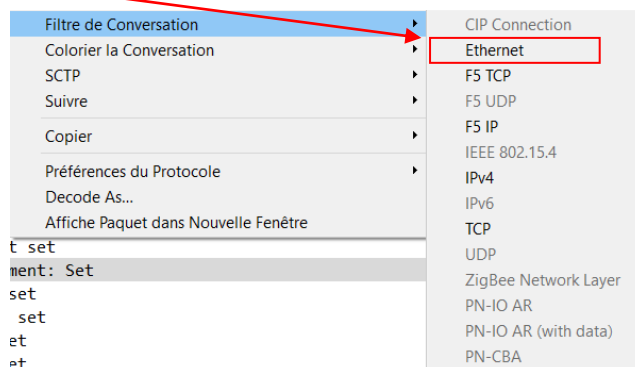 Filtre de Conversation
Colorier la Conversation
SCTP
Suivre
Copier
Préférences du Protocole
Decode As...
Affiche Paquet dans Nouvelle Fenêtre
t set
ment: Set
set
set
et
et
CIP Connection
Ethernet
F5 TCP
F5 UDP
F5 IP
IEEE 802.15.4
IPv4
IPv6
TCP
UDP
ZigBee Network Layer
PN-IO AR
PN-IO AR (with data)
PN-CBA